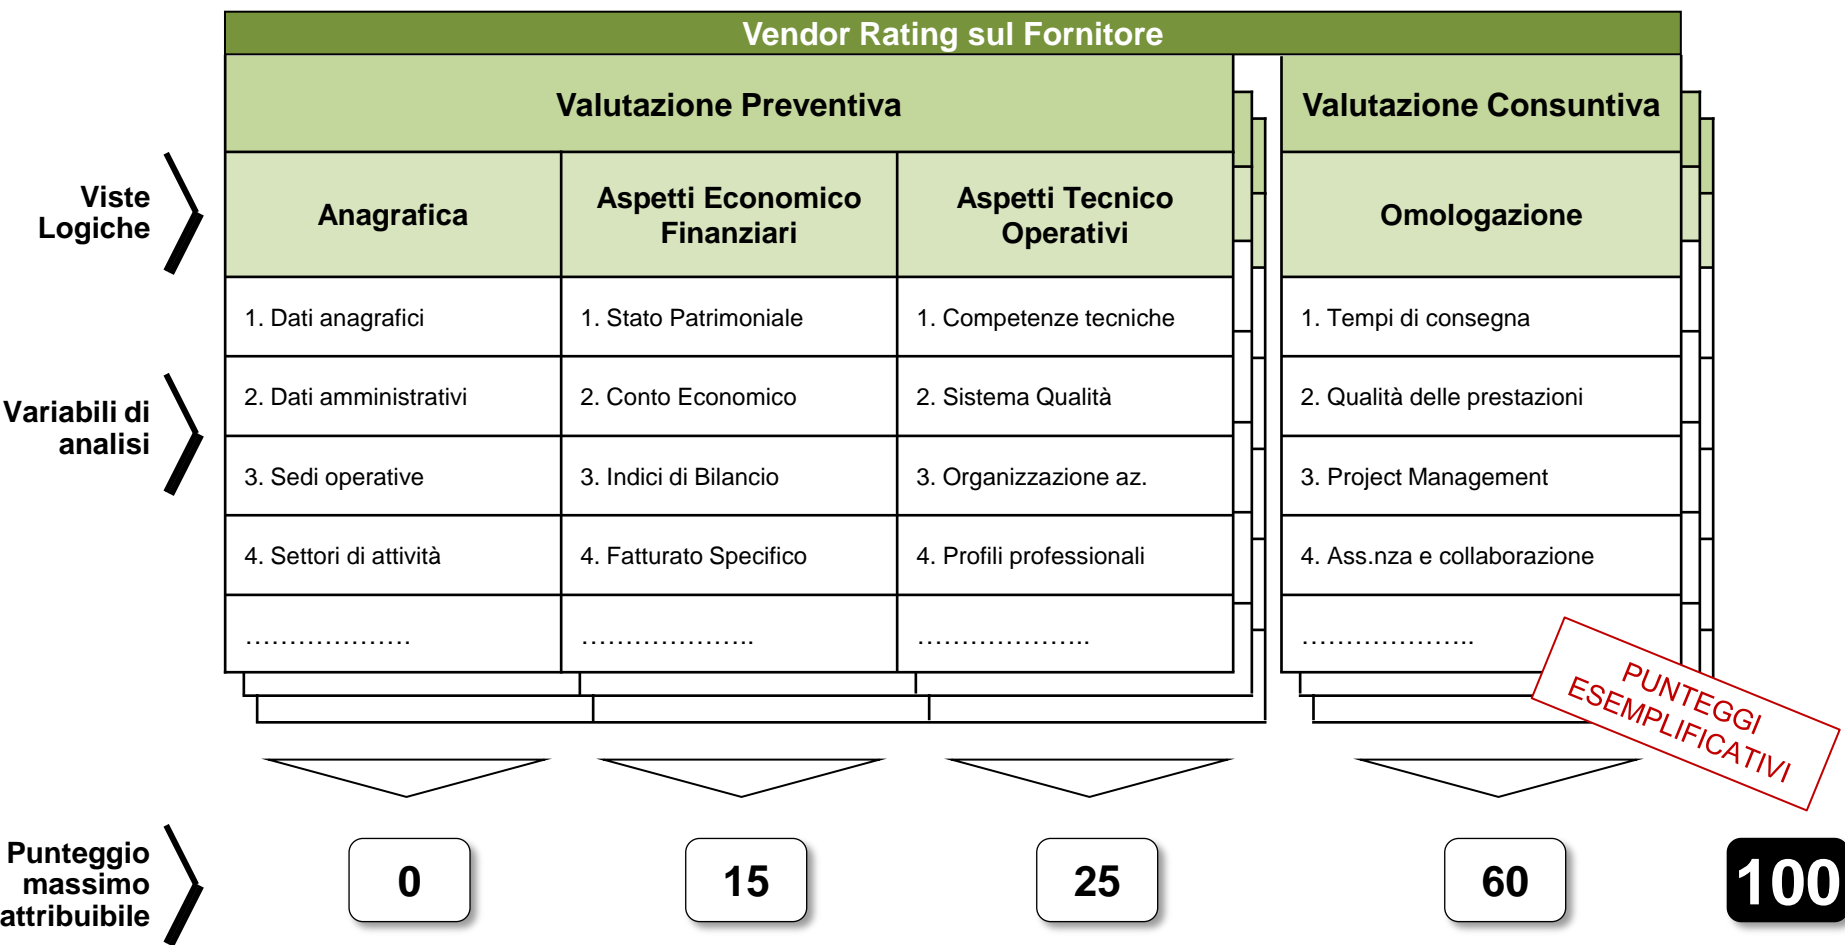 Vendor Rating sul Fornitore
Valutazione Preventiva
Valutazione Consuntiva
Viste
Logiche
Anagrafica
Aspetti Economico
Finanziari
Aspetti Tecnico
Operativi
Omologazione
Variabili di
analisi
1. Dati anagrafici
1. Stato Patrimoniale
1. Competenze tecniche
1. Tempi di consegna
2. Dati amministrativi
2. Conto Economico
2. Sistema Qualità
2. Qualità delle prestazioni
3. Sedi operative
3. Indici di Bilancio
3. Organizzazione az.
3. Project Management
4. Settori di attività
4. Fatturato Specifico
4. Profili professionali
4. Ass.nza e collaborazione
……………….
………………..
………………..
………………..
PUNTEGGI
ESEMPLIFICATIVI
Punteggio
massimo
attribuibile
0
15
25
60
100